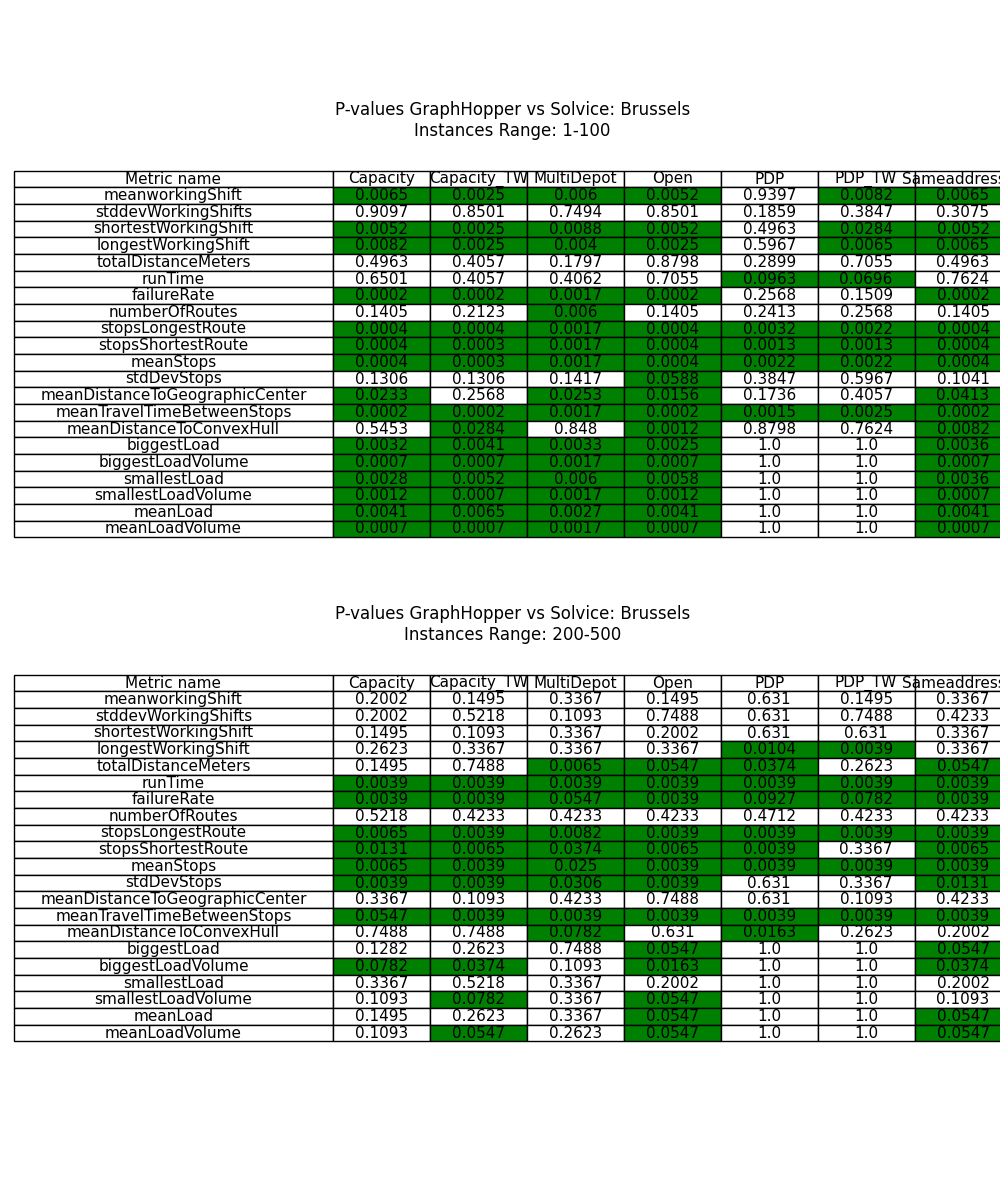 P-values GraphHopper vs Solvice: Brussels
Instances Range: 1-100
Metric name Capacity Capacity_TW MultiDepot Open PDP PDP_TW Sameaddress
meanworkingShift 0.0065 0.0025 0.006 0.0052 0.9397 0.0082 0.0065
stddevWorkingShifts 0.9097 0.8501 0.7494 0.8501 0.1859 0.3847 0.3075
shortestWorkingShift 0.0052 0.0025 0.0088 0.0052 0.4963 0.0284 0.0052
longestWorkingShift 0.0082 0.0025 0.004 0.0025 0.5967 0.0065 0.0065
totalDistanceMeters 0.4963 0.4057 0.1797 0.8798 0.2899 0.7055 0.4963
runTime 0.6501 0.4057 0.4062 0.7055 0.0963 0.0696 0.7624
failureRate 0.0002 0.0002 0.0017 0.0002 0.2568 0.1509 0.0002
numberOfRoutes 0.1405 0.2123 0.006 0.1405 0.2413 0.2568 0.1405
stopsLongestRoute 0.0004 0.0004 0.0017 0.0004 0.0032 0.0022 0.0004
stopsShortestRoute 0.0004 0.0003 0.0017 0.0004 0.0013 0.0013 0.0004
meanStops 0.0004 0.0003 0.0017 0.0004 0.0022 0.0022 0.0004
stdDevStops 0.1306 0.1306 0.1417 0.0588 0.3847 0.5967 0.1041
meanDistanceToGeographicCenter 0.0233 0.2568 0.0253 0.0156 0.1736 0.4057 0.0413
meanTravelTimeBetweenStops 0.0002 0.0002 0.0017 0.0002 0.0015 0.0025 0.0002
meanDistanceToConvexHull 0.5453 0.0284 0.848 0.0012 0.8798 0.7624 0.0082
biggestLoad 0.0032 0.0041 0.0033 0.0025 1.0 1.0 0.0036
biggestLoadVolume 0.0007 0.0007 0.0017 0.0007 1.0 1.0 0.0007
smallestLoad 0.0028 0.0052 0.006 0.0058 1.0 1.0 0.0036
smallestLoadVolume 0.0012 0.0007 0.0017 0.0012 1.0 1.0 0.0007
meanLoad 0.0041 0.0065 0.0027 0.0041 1.0 1.0 0.0041
meanLoadVolume 0.0007 0.0007 0.0017 0.0007 1.0 1.0 0.0007
P-values GraphHopper vs Solvice: Brussels
Instances Range: 200-500
Metric name Capacity Capacity_TW MultiDepot Open PDP PDP_TW Sameaddress
meanworkingShift 0.2002 0.1495 0.3367 0.1495 0.631 0.1495 0.3367
stddevWorkingShifts 0.2002 0.5218 0.1093 0.7488 0.631 0.7488 0.4233
shortestWorkingShift 0.1495 0.1093 0.3367 0.2002 0.631 0.631 0.3367
longestWorkingShift 0.2623 0.3367 0.3367 0.3367 0.0104 0.0039 0.3367
totalDistanceMeters 0.1495 0.7488 0.0065 0.0547 0.0374 0.2623 0.0547
runTime 0.0039 0.0039 0.0039 0.0039 0.0039 0.0039 0.0039
failureRate 0.0039 0.0039 0.0547 0.0039 0.0927 0.0782 0.0039
numberOfRoutes 0.5218 0.4233 0.4233 0.4233 0.4712 0.4233 0.4233
stopsLongestRoute 0.0065 0.0039 0.0082 0.0039 0.0039 0.0039 0.0039
stopsShortestRoute 0.0131 0.0065 0.0374 0.0065 0.0039 0.3367 0.0065
meanStops 0.0065 0.0039 0.025 0.0039 0.0039 0.0039 0.0039
stdDevStops 0.0039 0.0039 0.0306 0.0039 0.631 0.3367 0.0131
meanDistanceToGeographicCenter 0.3367 0.1093 0.4233 0.7488 0.631 0.1093 0.4233
meanTravelTimeBetweenStops 0.0547 0.0039 0.0039 0.0039 0.0039 0.0039 0.0039
meanDistanceToConvexHull 0.7488 0.7488 0.0782 0.631 0.0163 0.2623 0.2002
biggestLoad 0.1282 0.2623 0.7488 0.0547 1.0 1.0 0.0547
biggestLoadVolume 0.0782 0.0374 0.1093 0.0163 1.0 1.0 0.0374
smallestLoad 0.3367 0.5218 0.3367 0.2002 1.0 1.0 0.2002
smallestLoadVolume 0.1093 0.0782 0.3367 0.0547 1.0 1.0 0.1093
meanLoad 0.1495 0.2623 0.3367 0.0547 1.0 1.0 0.0547
meanLoadVolume 0.1093 0.0547 0.2623 0.0547 1.0 1.0 0.0547